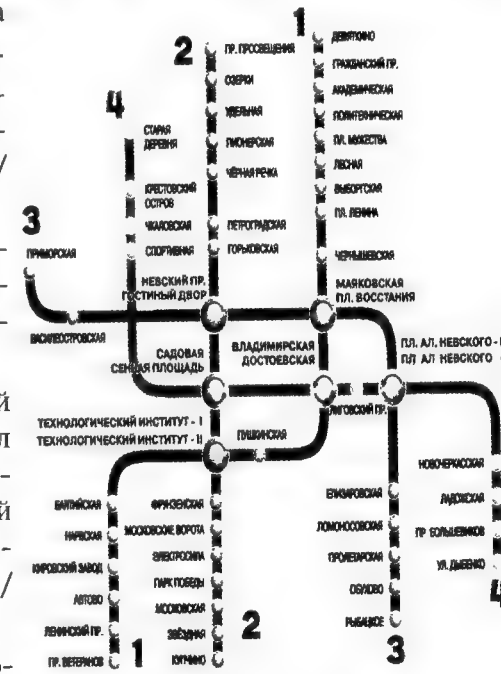 1
ДЕВЯТКИНО
ГРАЖДАНСКИЙ ПР.
АКАДЕМИЧЕСКАЯ
ПОЛИТЕХНИЧЕСКАЯ
ПЛ. МУЖЕСТВА
ЛЕСНАЯ
ВЫБОРГСКАЯ
ПЛ. ЛЕНИНА
ЧЕРНЫШЕВСКАЯ
МАЯКОВСКАЯ
ПЛ. ВОССТАНИЯ
2
ПР. ПРОСВЕЩЕНИЯ
ОЗЕРКИ
УДЕЛЬНАЯ
ПИОНЕРСКАЯ
ЧЁРНАЯ РЕЧКА
ПЕТРОГРАДСКАЯ
ГОРЬКОВСКАЯ
НЕВСКИЙ ПР.
ГОСТИНЫЙ ДВОР
4
СТАРАЯ
ДЕРЕВНЯ
КРЕСТОВСКИЙ
ОСТРОВ
ЧКАЛОВСКАЯ
СПОРТИВНАЯ
3
ПРИМОРСКАЯ
ВАСИЛЕОСТРОВСКАЯ
САДОВАЯ
СЕННАЯ ПЛОЩАДЬ
ВЛАДИМИРСКАЯ
ДОСТОЕВСКАЯ
ПЛ. АЛ. НЕВСКОГО -
ПЛ АЛ НЕВСКОГО
ЛИГОВСКИЙ ПР.
ТЕХНОЛОГИЧЕСКИЙ ИНСТИТУТ - I
ТЕХНОЛОГИЧЕСКИЙ ИНСТИТУТ - II
ПУШКИНСКАЯ
БАЛТИЙСКАЯ
НАРВСКАЯ
КИРОВСКИЙ ЗАВОД
АВТОВО
ЛЕНИНСКИЙ ПР.
ПР. ВЕТЕРАНОВ
1
ФРУНЗЕНСКАЯ
МОСКОВСКИЕ ВОРОТА
ЭЛЕКТРОСИЛА
ПАРК ПОБЕДЫ
МОСКОВСКАЯ
ЗВЁЗДНАЯ
КУПЧИНО
2
ЕЛИЗАРОВСКАЯ
ЛОМОНОСОВСКАЯ
ПРОЛЕТАРСКАЯ
ОБУХОВО
РЫБАЦКОЕ
3
НОВОЧЕРКАССКАЯ
ЛАДОЖСКАЯ
ПР БОЛЬШЕВИКОВ
УЛ. ДЫБЕНКО
4